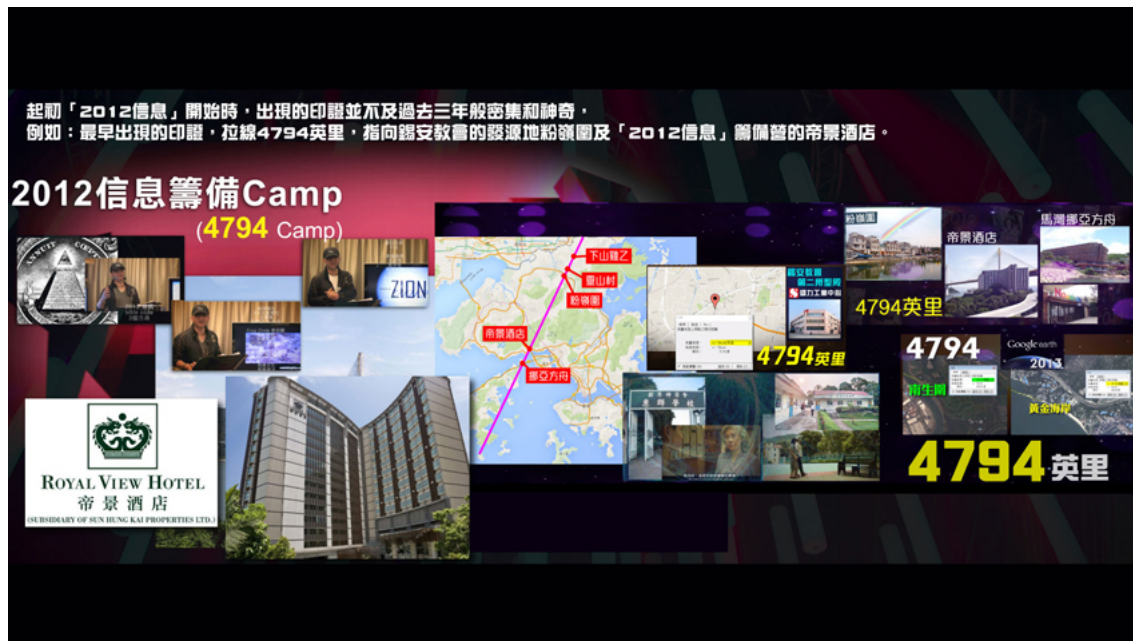 起初「2012信息」開始時，出現的印證並不及過去三年般密集和神奇，
例如：最早出現的印證，拉線4794英里，指向錫安教會的發源地粉嶺圍及「2012信息」籌備營的帝景酒店。
2012信息籌備Camp
(4794 Camp)
ANNUIT CŒPT
ZION
下山雞乙
靈山村
粉嶺圍
帝景酒店
挪亞方舟
錫安教會
第二所聖殿
4794英里
粉嶺圍
帝景酒店
馬灣挪亞方舟
4794英里
4794
南生圍
Google earth
2013
黃金海岸
4794英里
ROYAL VIEW HOTEL
帝景酒店
(SUBSIDIARY OF SUN HUNG KAI PROPERTIES LTD.)